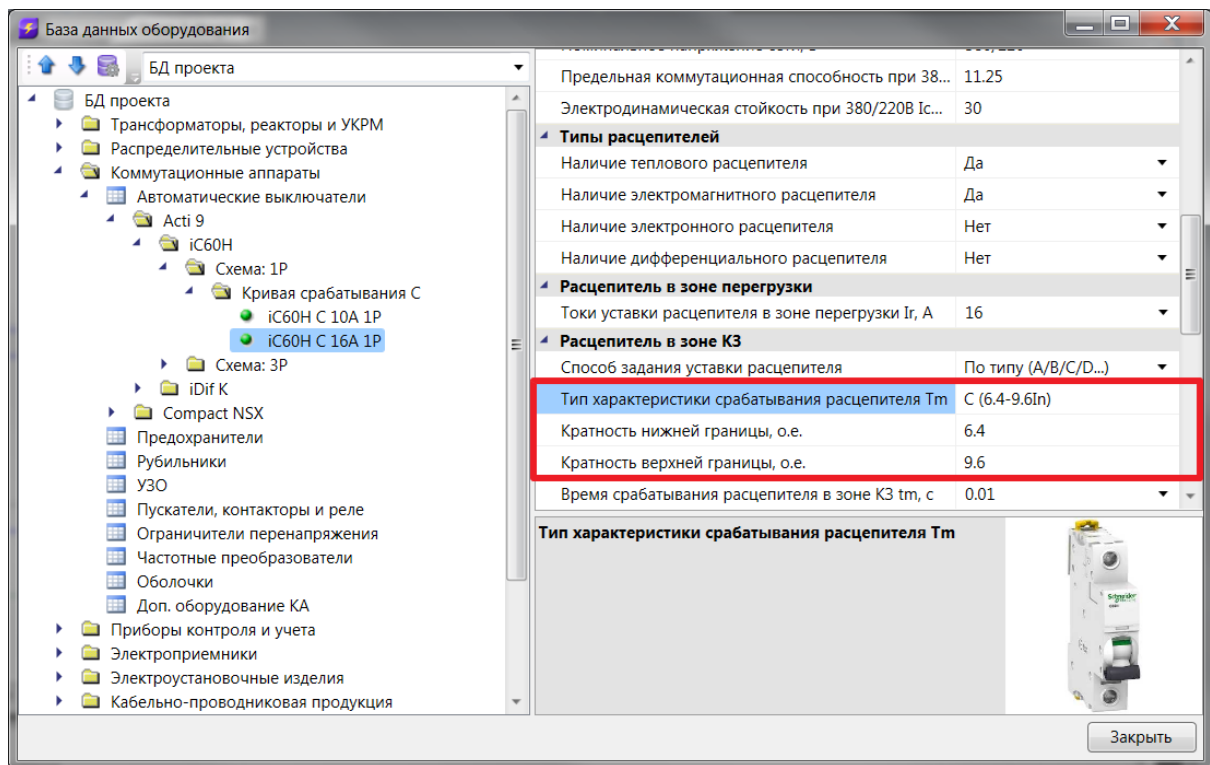 База данных оборудования
БД проекта
БД проекта
Трансформаторы, реакторы и УКРМ
Распределительные устройства
Коммутационные аппараты
Автоматические выключатели
Acti 9
iC60H
Схема: 1P
Кривая срабатывания C
iC60H C 10A 1P
iC60H C 16A 1P
Схема: 3P
iDif K
Compact NSX
Предохранители
Рубильники
УЗО
Пускатели, контакторы и реле
Ограничители перенапряжения
Частотные преобразователи
Оболочки
Доп. оборудование КА
Приборы контроля и учета
Электроприемники
Электроустановочные изделия
Кабельно-проводниковая продукция
Предельная коммутационная способность при 38... 11.25
Электродинамическая стойкость при 380/220В Ic... 30
Типы расцепителей
Наличие теплового расцепителя Да
Наличие электромагнитного расцепителя Да
Наличие электронного расцепителя Нет
Наличие дифференциального расцепителя Нет
Расцепитель в зоне перегрузки
Токи уставки расцепителя в зоне перегрузки Ir, А 16
Расцепитель в зоне КЗ
Способ задания уставки расцепителя По типу (A/B/C/D...)
Тип характеристики срабатывания расцепителя Tm C (6.4-9.6In)
Кратность нижней границы, о.е. 6.4
Кратность верхней границы, о.е. 9.6
Время срабатывания расцепителя в зоне КЗ tm, с 0.01
Тип характеристики срабатывания расцепителя Tm
Schneider
Закрыть